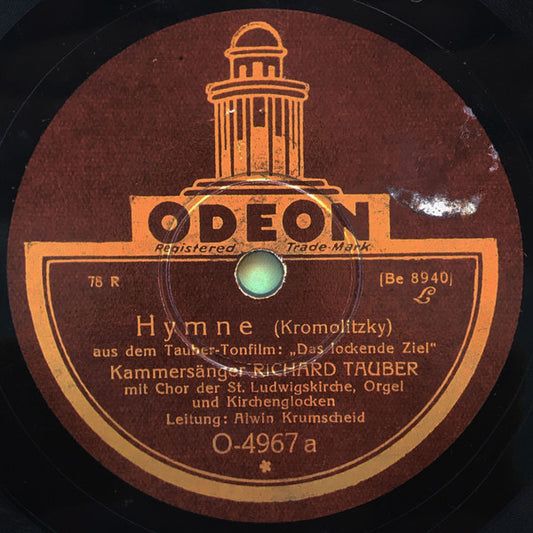 ODEON
Registered Trade-Mark
78 R
(Be 8940)
L
Hymne (Kromolitzky)
aus dem Tauber-Tonfilm: „Das lockende Ziel"
Kammersänger RICHARD TAUBER
mit Chor der St. Ludwigskirche, Orgel
und Kirchenglocken
Leitung: Alwin Krumscheid
O-4967 a